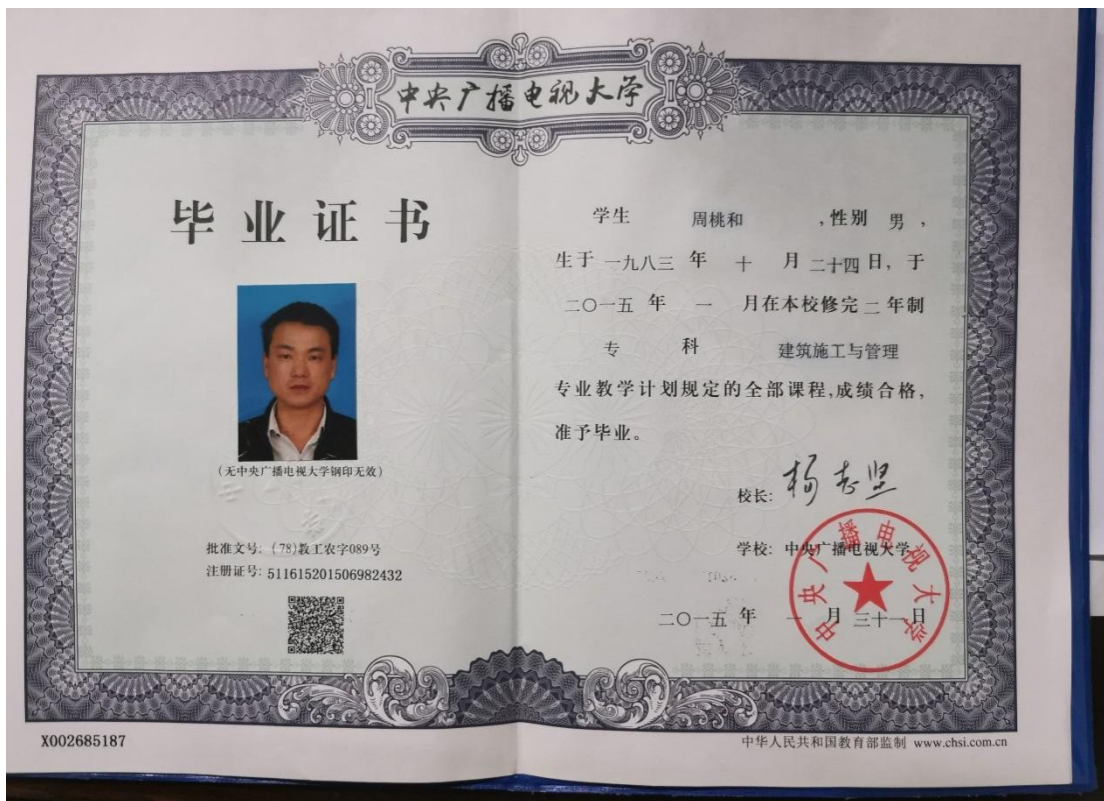 中央广播电视大学
毕业证书
(无中央广播电视大学钢印无效)
批准文号:(78)教工农字089号
注册证号:511615201506982432
X002685187
学生 周桃和 ,性别 男 ,
生于 一九八三 年 十 月 二十四 日, 于
二〇一五 年 一 月在本校修完 二 年制
专 科 建筑施工与管理
专业教学计划规定的全部课程,成绩合格,
准予毕业。
校长: 杨志坚
学校: 中央广播电视大学
二〇一五 年 一 月 三十一 日
中央广播电视大学
中华人民共和国教育部监制 www.chsi.com.cn